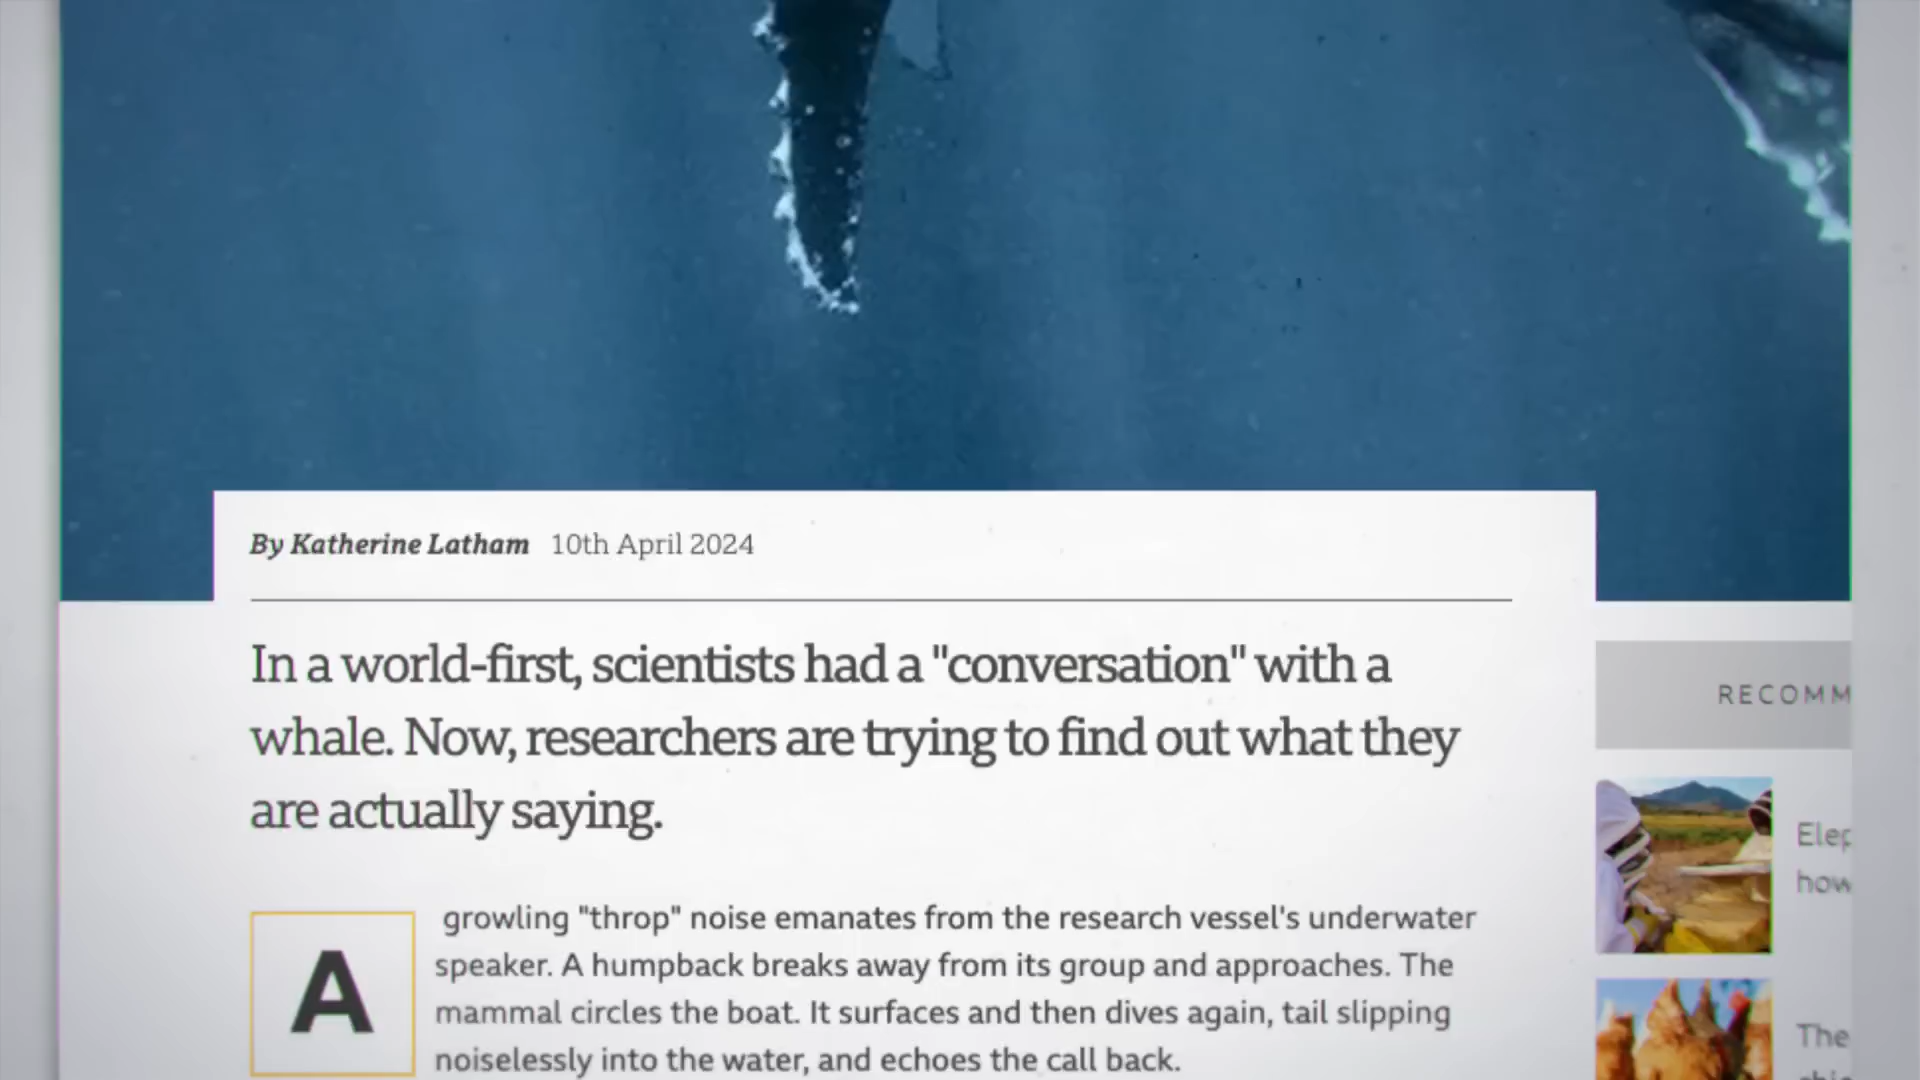 By Katherine Latham 10th April 2024
In a world-first, scientists had a "conversation" with a
whale. Now, researchers are trying to find out what they
are actually saying.
A growling "throp" noise emanates from the research vessel's underwater
speaker. A humpback breaks away from its group and approaches. The
mammal circles the boat. It surfaces and then dives again, tail slipping
noiselessly into the water, and echoes the call back.
RECOMM
Elep
how
The